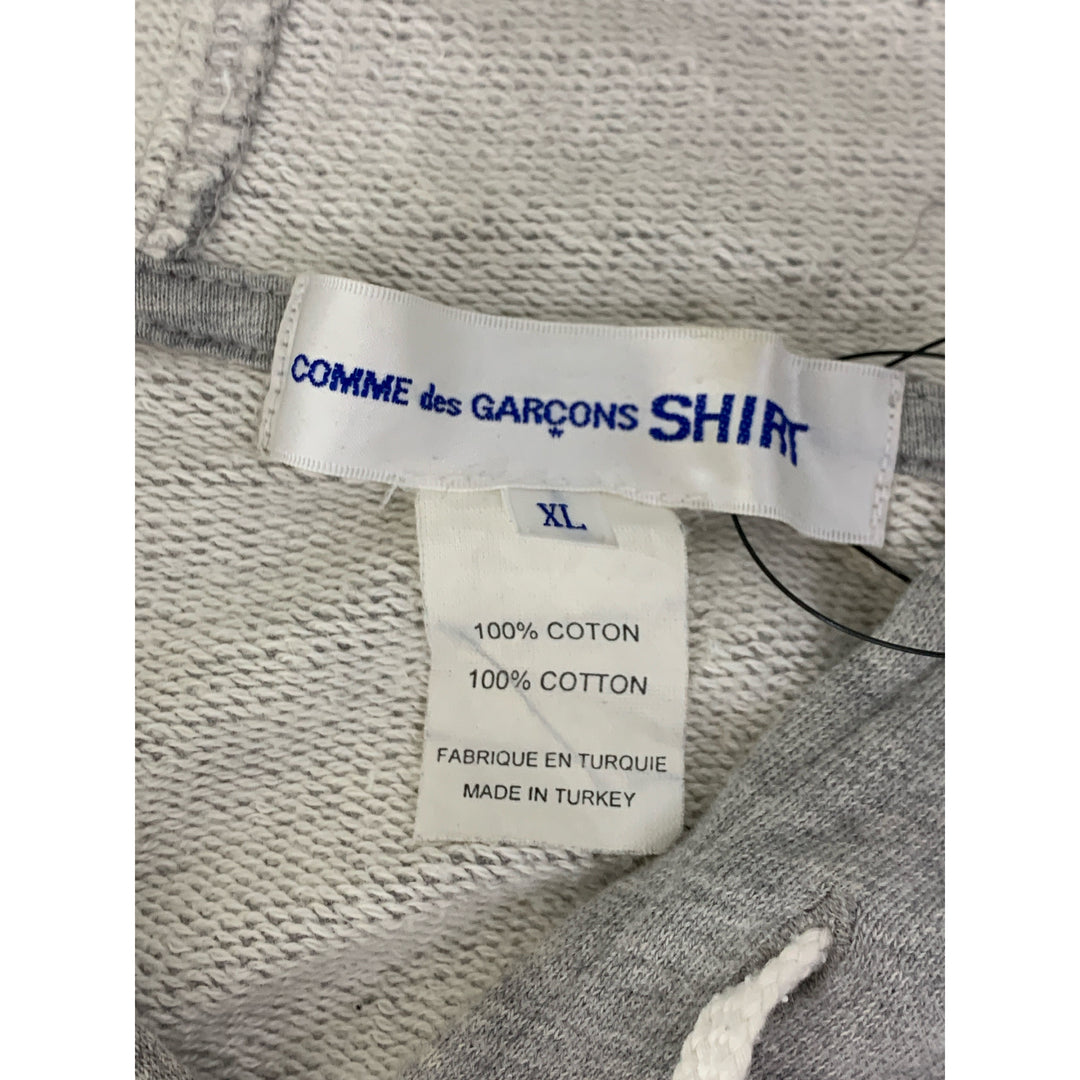 COMME des GARÇONS SHIRT
XL
100% COTON
100% COTTON
FABRIQUE EN TURQUIE
MADE IN TURKEY